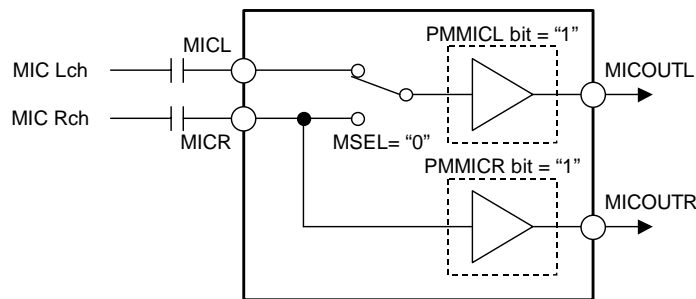 PMMICL bit = “1”
MICL
MICOUTL
MIC Lch
MIC Rch
MICR
MSEL= “0”
PMMICR bit = “1”
MICOUTR